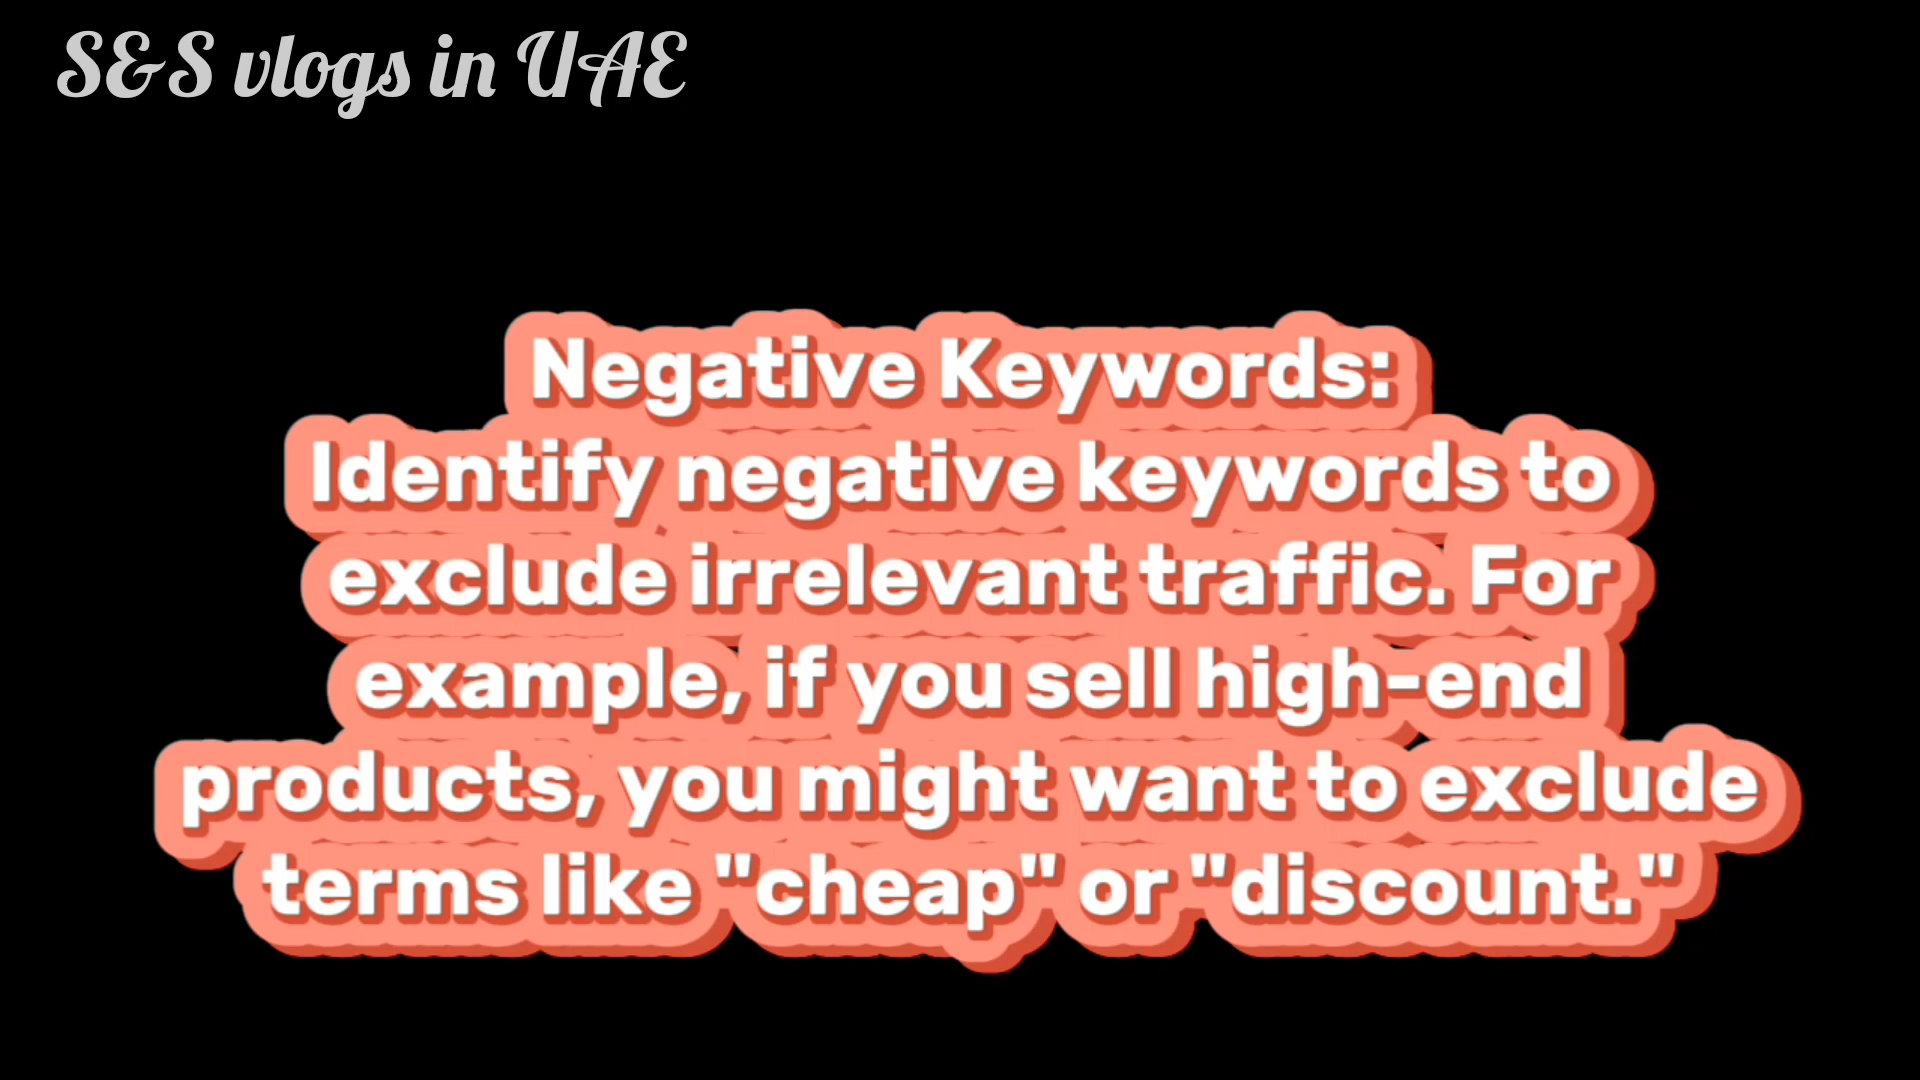 S&S vlogs in UAE
Negative Keywords:
Identify negative keywords to
exclude irrelevant traffic. For
example, if you sell high-end
products, you might want to exclude
terms like "cheap" or "discount."